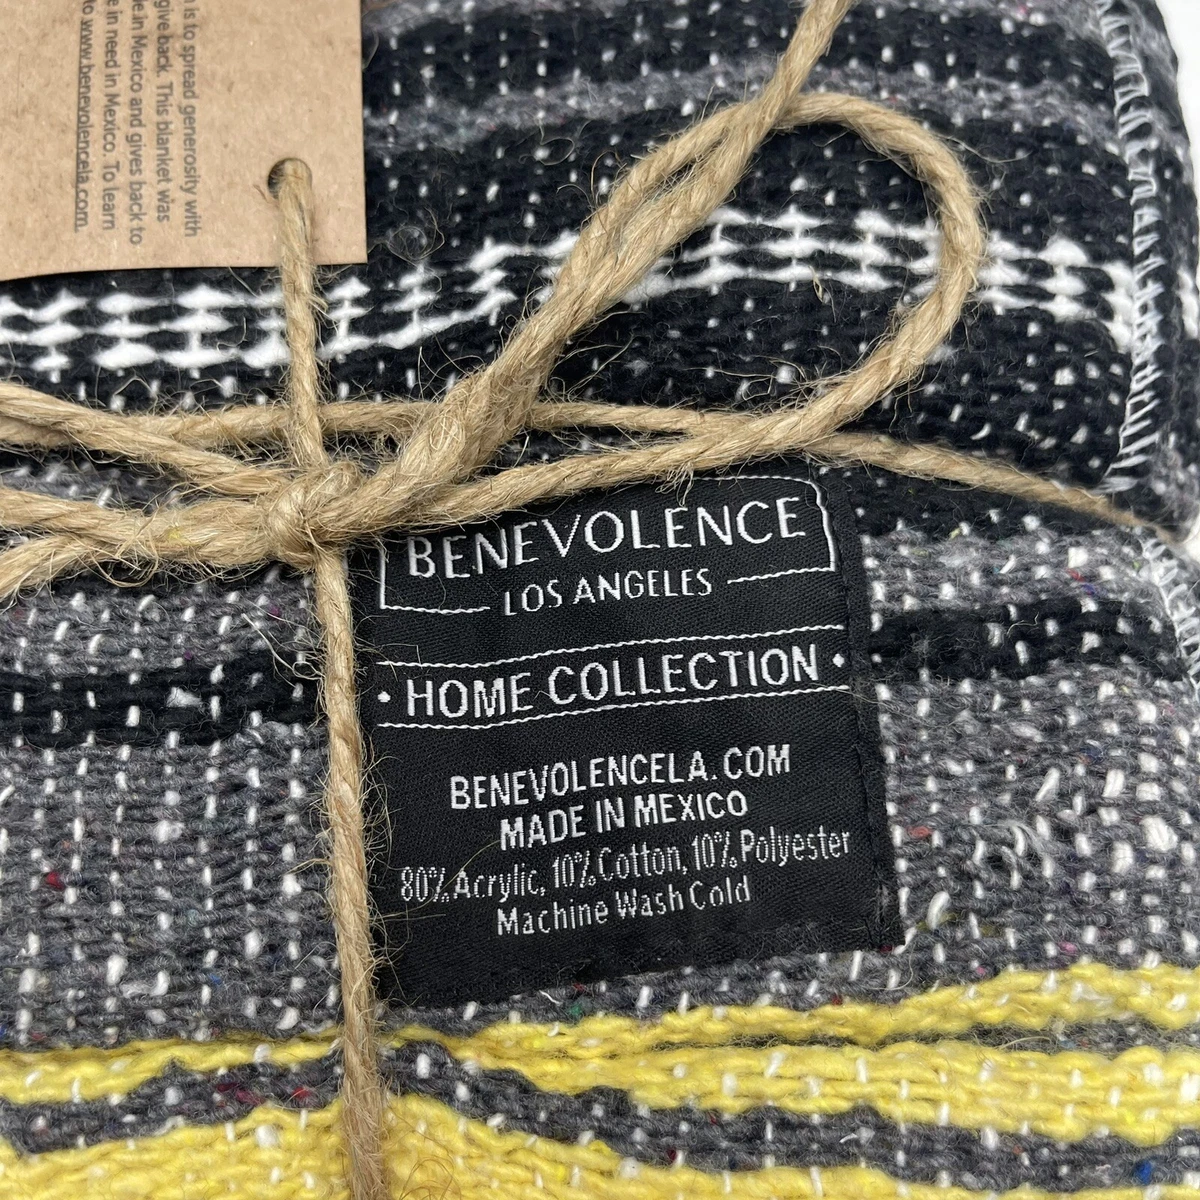 is to spread generosity with
give back. This blanket was
in Mexico and gives back to
in need in Mexico. To learn
to www.benevolencela.com.
BENEVOLENCE
LOS ANGELES
· HOME COLLECTION ·
BENEVOLENCELA.COM
MADE IN MEXICO
80% Acrylic, 10% Cotton, 10% Polyester
Machine Wash Cold